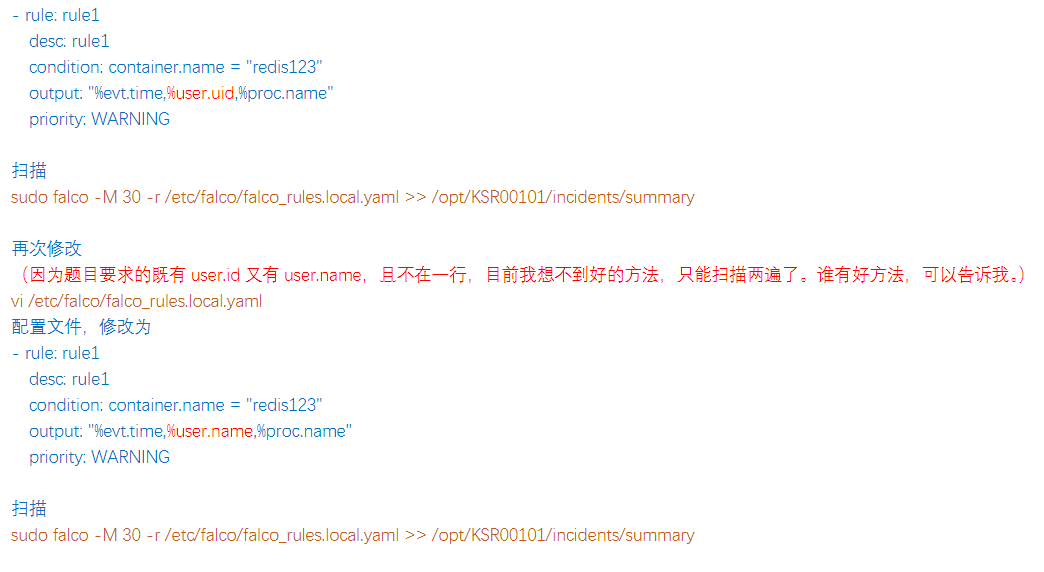 - rule: rule1
desc: rule1
condition: container.name = "redis123"
output: "%evt.time,%user.uid,%proc.name"
priority: WARNING
扫描
sudo falco -M 30 -r /etc/falco/falco_rules.local.yaml >> /opt/KSR00101/incidents/summary
再次修改
（因为题目要求的既有 user.id 又有 user.name，且不在一行，目前我想不到好的方法，只能扫描两遍了。谁有好方法，可以告诉我。）
vi /etc/falco/falco_rules.local.yaml
配置文件，修改为
- rule: rule1
desc: rule1
condition: container.name = "redis123"
output: "%evt.time,%user.name,%proc.name"
priority: WARNING
扫描
sudo falco -M 30 -r /etc/falco/falco_rules.local.yaml >> /opt/KSR00101/incidents/summary